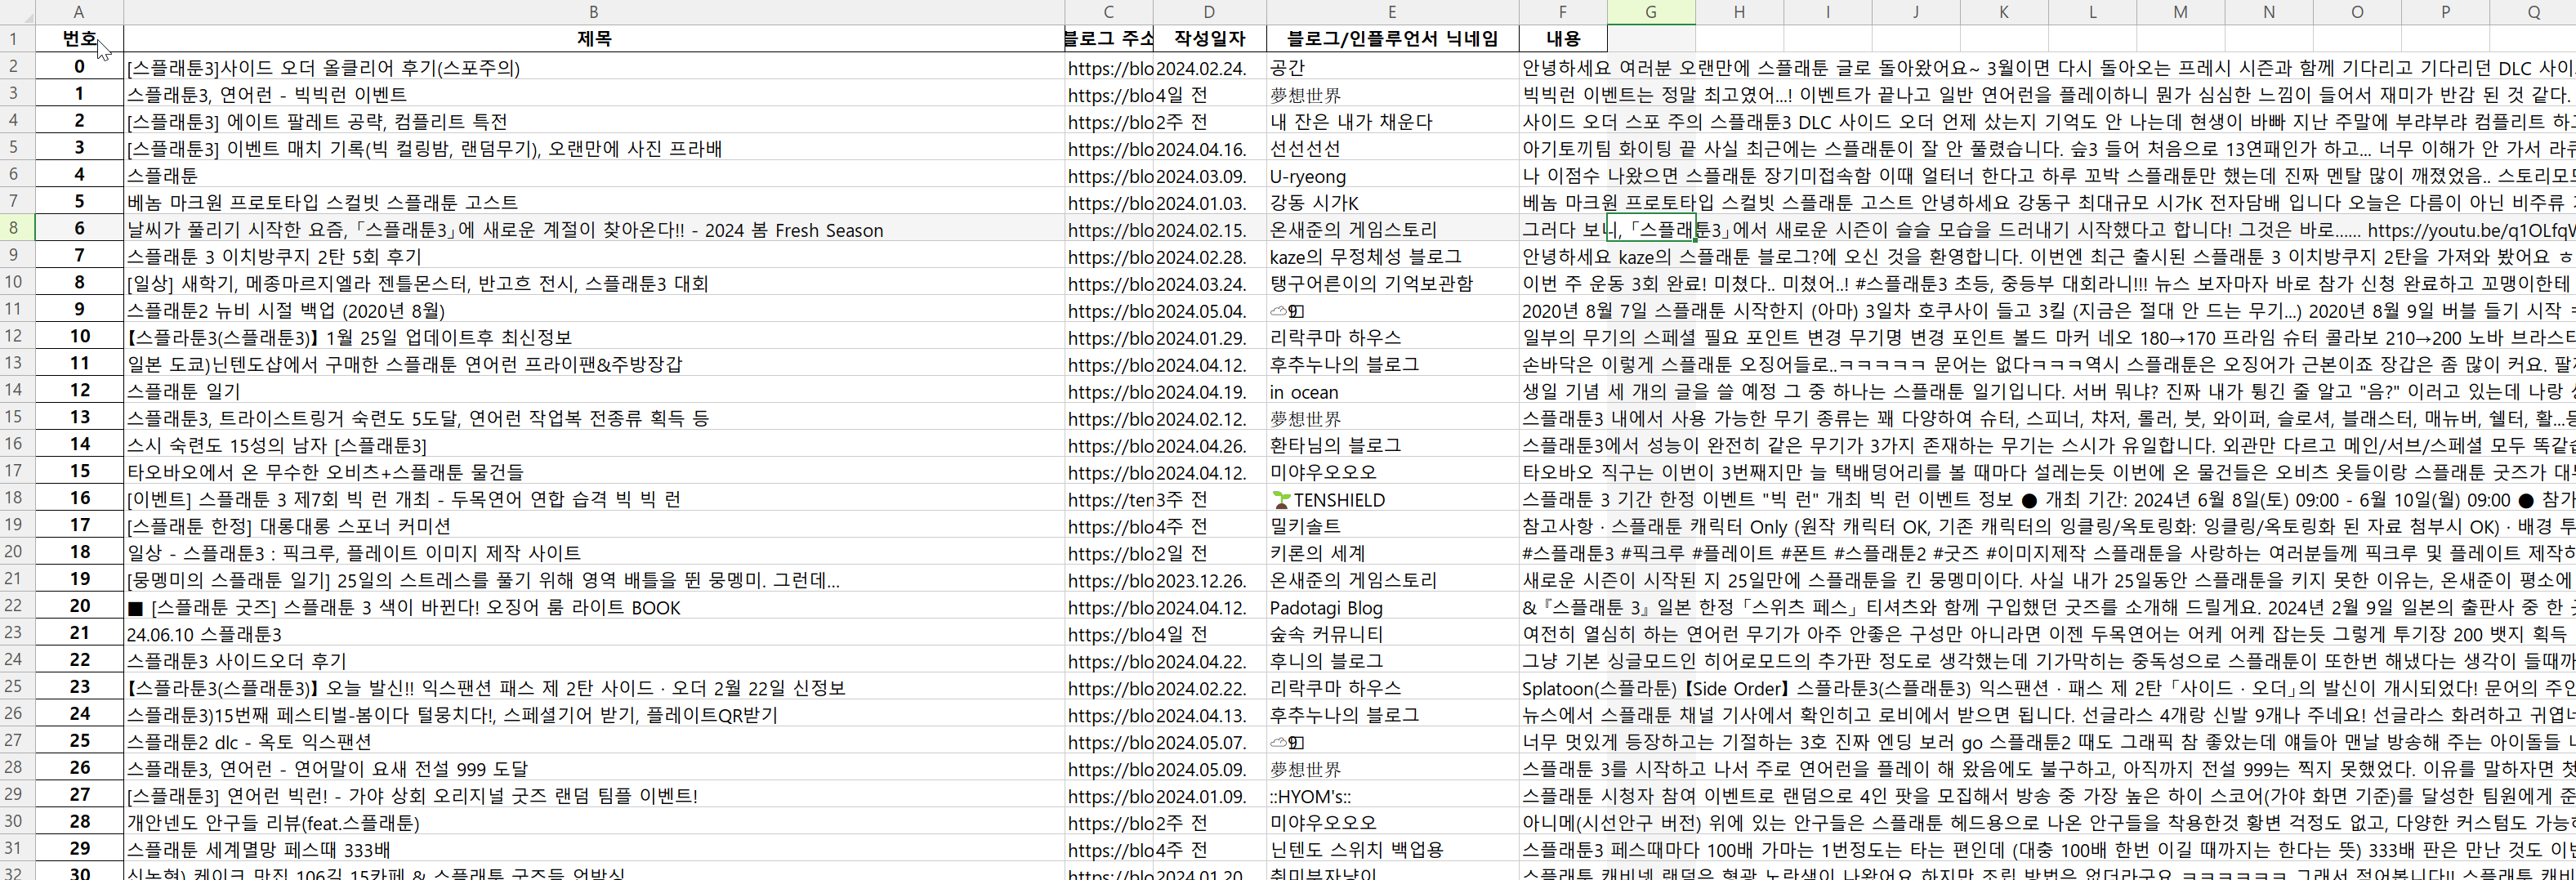 A B C D E F G H I J K L M N O P Q
1 번호 제목 블로그 주소 작성일자 블로그/인플루언서 닉네임 내용
2 0 [스플래툰3]사이드 오더 올클리어 후기(스포주의) https://blo 2024.02.24. 공간 안녕하세요 여러분 오랜만에 스플래툰 글로 돌아왔어요~ 3월이면 다시 돌아오는 프레시 시즌과 함께 기다리고 기다리던 DLC 사이
3 1 스플래툰3, 연어런 - 빅빅런 이벤트 https://blo 4일 전 夢想世界 빅빅런 이벤트는 정말 최고였어...! 이벤트가 끝나고 일반 연어런을 플레이하니 뭔가 심심한 느낌이 들어서 재미가 반감 된 것 같다.
4 2 [스플래툰3] 에이트 팔레트 공략, 컴플리트 특전 https://blo 2주 전 내 잔은 내가 채운다 사이드 오더 스포 주의 스플래툰3 DLC 사이드 오더 언제 샀는지 기억도 안 나는데 현생이 바빠 지난 주말에 부랴부랴 컴플리트 하
5 3 [스플래툰3] 이벤트 매치 기록(빅 컬링밤, 랜덤무기), 오랜만에 사진 프라배 https://blo 2024.04.16. 선선선선 아기토끼팀 화이팅 끝 사실 최근에는 스플래툰이 잘 안 풀렸습니다. 슾3 들어 처음으로 13연패인가 하고... 너무 이해가 안 가서 라
6 4 스플래툰 https://blo 2024.03.09. U-ryeong 나 이점수 나왔으면 스플래툰 장기미접속함 이때 얼터너 한다고 하루 꼬박 스플래툰만 했는데 진짜 멘탈 많이 깨졌었음.. 스토리모
7 5 베놈 마크원 프로토타입 스컬빗 스플래툰 고스트 https://blo 2024.01.03. 강동 시가K 베놈 마크원 프로토타입 스컬빗 스플래툰 고스트 안녕하세요 강동구 최대규모 시가K 전자담배 입니다 오늘은 다름이 아닌 비주류
8 6 날씨가 풀리기 시작한 요즘, 「스플래툰3」에 새로운 계절이 찾아온다!! - 2024 봄 Fresh Season https://blo 2024.02.15. 온새준의 게임스토리 그러다 보니, 「스플래툰3」에서 새로운 시즌이 슬슬 모습을 드러내기 시작했다고 합니다! 그것은 바로...... https://youtu.be/q1OLfqV
9 7 스플래툰 3 이치방쿠지 2탄 5회 후기 https://blo 2024.02.28. kaze의 무정체성 블로그 안녕하세요 kaze의 스플래툰 블로그?에 오신 것을 환영합니다. 이번엔 최근 출시된 스플래툰 3 이치방쿠지 2탄을 가져와 봤어요 ㅎ
10 8 [일상] 새학기, 메종마르지엘라 젠틀몬스터, 반고흐 전시, 스플래툰3 대회 https://blo 2024.03.24. 탱구어른이의 기억보관함 이번 주 운동 3회 완료! 미쳤다.. 미쳤어..! #스플래툰3 초등, 중등부 대회라니!!! 뉴스 보자마자 바로 참가 신청 완료하고 꼬맹이한테
11 9 스플래툰2 뉴비 시절 백업 (2020년 8월) https://blo 2024.05.04. 2020년 8월 7일 스플래툰 시작한지 (아마) 3일차 호쿠사이 들고 3킬 (지금은 절대 안 드는 무기...) 2020년 8월 9일 버블 들기 시작
12 10 【스플라툰3(스플래툰3)】 1월 25일 업데이트후 최신정보 https://blo 2024.01.29. 리락쿠마 하우스 일부의 무기의 스페셜 필요 포인트 변경 무기명 변경 포인트 볼드 마커 네오 180→170 프라임 슈터 콜라보 210→200 노바 브라스
13 11 일본 도쿄)닌텐도샵에서 구매한 스플래툰 연어런 프라이팬&주방장갑 https://blo 2024.04.12. 후추누나의 블로그 손바닥은 이렇게 스플래툰 오징어들로..ㅋㅋㅋㅋㅋ 문어는 없다ㅋㅋㅋ역시 스플래툰은 오징어가 근본이죠 장갑은 좀 많이 커요.
14 12 스플래툰 일기 https://blo 2024.04.19. in ocean 생일 기념 세 개의 글을 쓸 예정 그 중 하나는 스플래툰 일기입니다. 서버 뭐냐? 진짜 내가 튕긴 줄 알고 "음?" 이러고 있는데 나랑
15 13 스플래툰3, 트라이스트링거 숙련도 5도달, 연어런 작업복 전종류 획득 등 https://blo 2024.02.12. 夢想世界 스플래툰3 내에서 사용 가능한 무기 종류는 꽤 다양하여 슈터, 스피너, 챠저, 롤러, 붓, 와이퍼, 슬로셔, 블래스터, 매뉴버, 쉘터, 활...등
16 14 스시 숙련도 15성의 남자 [스플래툰3] https://blo 2024.04.26. 환타님의 블로그 스플래툰3에서 성능이 완전히 같은 무기가 3가지 존재하는 무기는 스시가 유일합니다. 외관만 다르고 메인/서브/스페셜 모두 똑같
17 15 타오바오에서 온 무수한 오비츠+스플래툰 물건들 https://blo 2024.04.12. 미야우오오오 타오바오 직구는 이번이 3번째지만 늘 택배덩어리를 볼 때마다 설레는듯 이번에 온 물건들은 오비츠 옷들이랑 스플래툰 굿즈가 대
18 16 [이벤트] 스플래툰 3 제7회 빅 런 개최 - 두목연어 연합 습격 빅 빅 런 https://ten 3주 전 🌱TENSHIELD 스플래툰 3 기간 한정 이벤트 "빅 런" 개최 빅 런 이벤트 정보 ● 개최 기간: 2024년 6월 8일(토) 09:00 - 6월 10일(월) 09:00 ● 참가
19 17 [스플래툰 한정] 대롱대롱 스포너 커미션 https://blo 4주 전 밀키솔트 참고사항 · 스플래툰 캐릭터 Only (원작 캐릭터 OK, 기존 캐릭터의 잉클링/옥토링화: 잉클링/옥토링화 된 자료 첨부시 OK) · 배경 투
20 18 일상 - 스플래툰3 : 픽크루, 플레이트 이미지 제작 사이트 https://blo 2일 전 키론의 세계 #스플래툰3 #픽크루 #플레이트 #폰트 #스플래툰2 #굿즈 #이미지제작 스플래툰을 사랑하는 여러분들께 픽크루 및 플레이트 제작
21 19 [뭉멩미의 스플래툰 일기] 25일의 스트레스를 풀기 위해 영역 배틀을 뛴 뭉멩미. 그런데... https://blo 2023.12.26. 온새준의 게임스토리 새로운 시즌이 시작된 지 25일만에 스플래툰을 킨 뭉멩미이다. 사실 내가 25일동안 스플래툰을 키지 못한 이유는, 온새준이 평소에
22 20 ■ [스플래툰 굿즈] 스플래툰 3 색이 바뀐다! 오징어 룸 라이트 BOOK https://blo 2024.04.12. Padotagi Blog & 『스플래툰 3』 일본 한정 「스위츠 페스」 티셔츠와 함께 구입했던 굿즈를 소개해 드릴게요. 2024년 2월 9일 일본의 출판사 중 한
23 21 24.06.10 스플래툰3 https://blo 4일 전 숲속 커뮤니티 여전히 열심히 하는 연어런 무기가 아주 안좋은 구성만 아니라면 이젠 두목연어는 어케 어케 잡는듯 그렇게 투기장 200 뱃지 획득
24 22 스플래툰3 사이드오더 후기 https://blo 2024.04.22. 후니의 블로그 그냥 기본 싱글모드인 히어로모드의 추가판 정도로 생각했는데 기가막히는 중독성으로 스플래툰이 또한번 해냈다는 생각이 들때까
25 23 【스플라툰3(스플래툰3)】 오늘 발신!! 익스팬션 패스 제 2탄 사이드 · 오더 2월 22일 신정보 https://blo 2024.02.22. 리락쿠마 하우스 Splatoon(스플라툰) 【Side Order】 스플라툰3(스플래툰3) 익스팬션 · 패스 제 2탄 「사이드 · 오더」의 발신이 개시되었다! 문어의 주인
26 24 스플래툰3)15번째 페스티벌-봄이다 털뭉치다!, 스페셜기어 받기, 플레이트QR받기 https://blo 2024.04.13. 후추누나의 블로그 뉴스에서 스플래툰 채널 기사에서 확인히고 로비에서 받으면 됩니다. 선글라스 4개랑 신발 9개나 주네요! 선글라스 화려하고 귀엽
27 25 스플래툰2 dlc - 옥토 익스팬션 https://blo 2024.05.07. 너무 멋있게 등장하고는 기절하는 3호 진짜 엔딩 보러 go 스플래툰2 때도 그래픽 참 좋았는데 얘들아 맨날 방송해 주는 아이돌들
28 26 스플래툰3, 연어런 - 연어말이 요새 전설 999 도달 https://blo 2024.05.09. 夢想世界 스플래툰 3를 시작하고 나서 주로 연어런을 플레이 해 왔음에도 불구하고, 아직까지 전설 999는 찍지 못했었다. 이유를 말하자면
29 27 [스플래툰3] 연어런 빅런! - 가야 상회 오리지널 굿즈 랜덤 팀플 이벤트! https://blo 2024.01.09. ::HYOM's:: 스플래툰 시청자 참여 이벤트로 랜덤으로 4인 팟을 모집해서 방송 중 가장 높은 하이 스코어(가야 화면 기준)를 달성한 팀원에게
30 28 개안넨도 안구들 리뷰(feat.스플래툰) https://blo 2주 전 미야우오오오 아니메(시선안구 버전) 위에 있는 안구들은 스플래툰 헤드용으로 나온 안구들을 착용한것 황변 걱정도 없고, 다양한 커스텀도 가능
31 29 스플래툰 세계멸망 페스때 333배 https://blo 4주 전 닌텐도 스위치 백업용 스플래툰3 페스때마다 100배 가마는 1번정도는 타는 편인데 (대충 100배 한번 이길 때까지는 한다는 뜻) 333배 판은 만난 것도
32 30 신논현) 케이크 맛집 106길 15카페 & 스플래툰 굿즈들 언박싱 https://blo 2024.01.20. 취미부자냥이